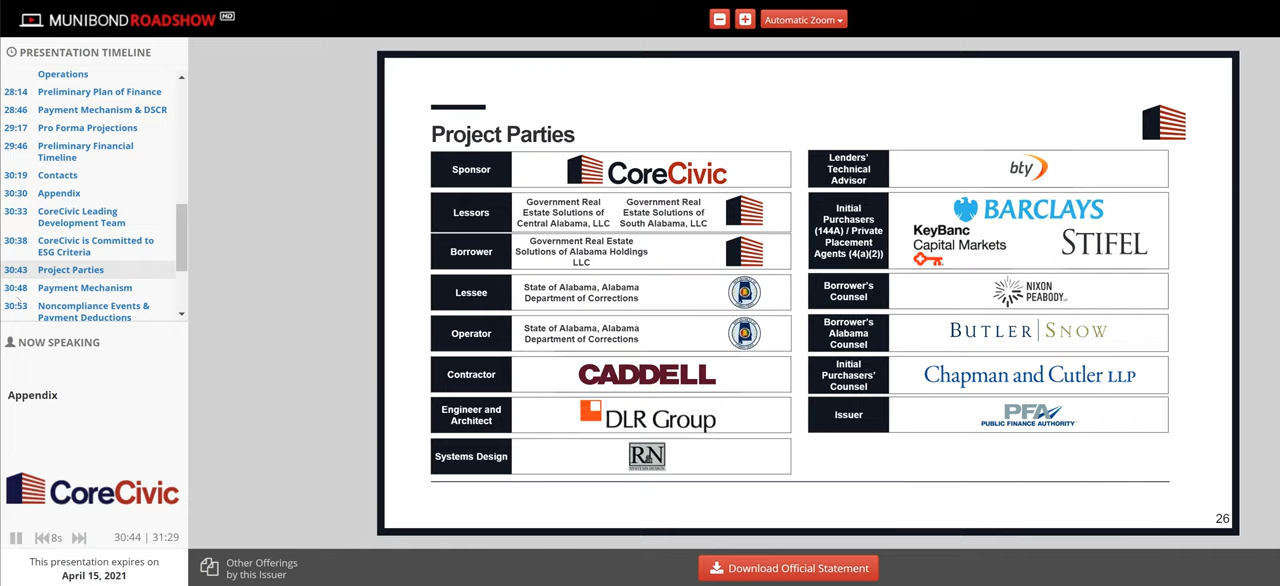 MUNIBONDROADSHOW HD
Automatic Zoom
PRESENTATION TIMELINE
Operations
28:14 Preliminary Plan of Finance
28:46 Payment Mechanism & DSCR
29:17 Pro Forma Projections
29:46 Preliminary Financial
Timeline
30:19 Contacts
30:30 Appendix
30:33 CoreCivic Leading
Development Team
30:38 CoreCivic is Committed to
ESG Criteria
30:43 Project Parties
30:48 Payment Mechanism
30:53 Noncompliance Events &
Payment Deductions
NOW SPEAKING
Appendix
CoreCivic
8s
30:44 | 31:29
This presentation expires on
April 15, 2021
Project Parties
Sponsor
CoreCivic
Lessors
Government Real
Estate Solutions of
Central Alabama, LLC
Government Real
Estate Solutions of
South Alabama, LLC
Borrower
Government Real Estate
Solutions of Alabama Holdings
LLC
Lessee
State of Alabama, Alabama
Department of Corrections
Operator
State of Alabama, Alabama
Department of Corrections
Contractor
CADDELL
Engineer and
Architect
DLR Group
Systems Design
R&N
SYSTEMS DESIGN
Lenders'
Technical
Advisor
bty
Initial
Purchasers
(144A) / Private
Placement
Agents (4(a)(2))
BARCLAYS
KeyBanc
Capital Markets
STIFEL
Borrower's
Counsel
NIXON
PEABODY LLP
Borrower's
Alabama
Counsel
BUTLER | SNOW
Initial
Purchasers'
Counsel
Chapman and Cutler LLP
Issuer
PFA
PUBLIC FINANCE AUTHORITY
26
Other Offerings
by this Issuer
Download Official Statement